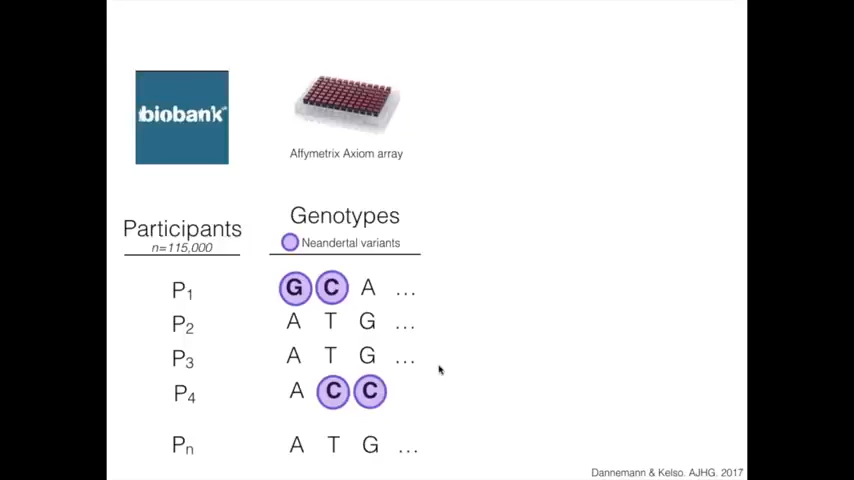 biobank
Affymetrix Axiom array
Participants
n=115,000
Genotypes
Neandertal variants
P1 G C A ...
P2 A T G ...
P3 A T G ...
P4 A C C
Pn A T G ...
Dannemann & Kelso. AJHG. 2017